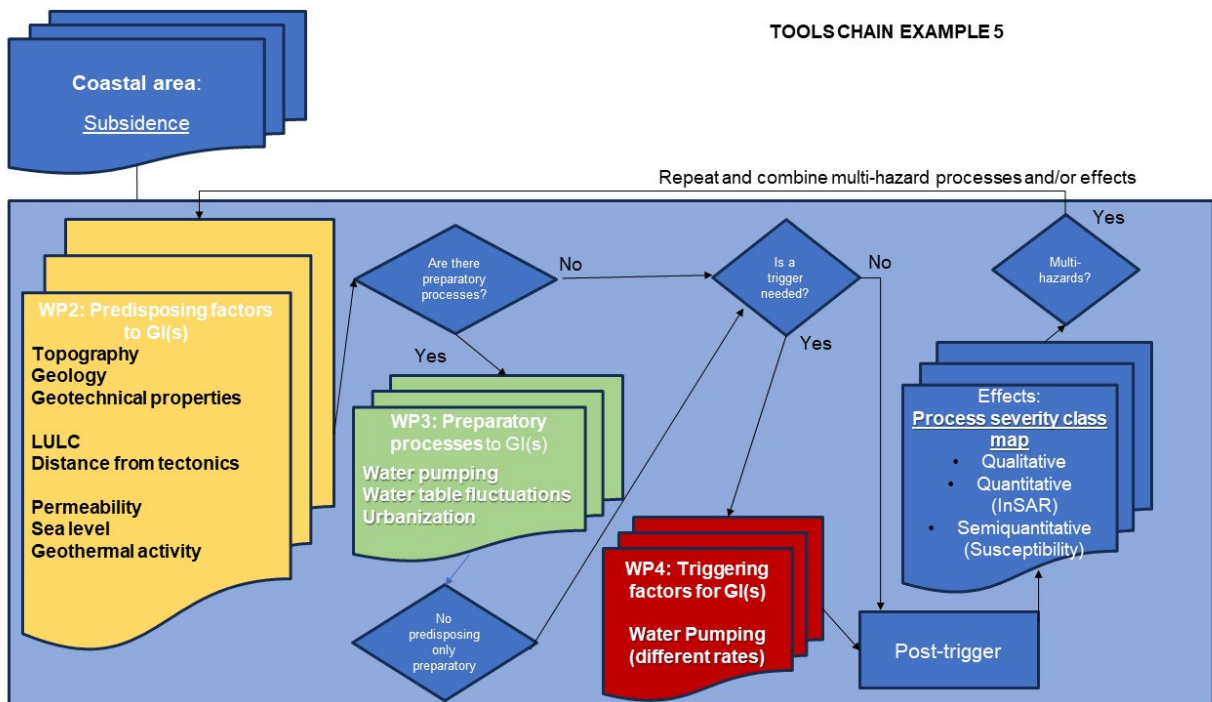 TOOLS CHAIN EXAMPLE 5
Coastal area:
Subsidence
Repeat and combine multi-hazard processes and/or effects
WP2: Predisposing factors
to GI(s)
Topography
Geology
Geotechnical properties
LULC
Distance from tectonics
Permeability
Sea level
Geothermal activity
Are there
preparatory
processes?
No
Yes
WP3: Preparatory
processes to GI(s)
Water pumping
Water table fluctuations
Urbanization
No
predisposing
only
preparatory
Is a
trigger
needed?
No
Yes
WP4: Triggering
factors for GI(s)
Water Pumping
(different rates)
Post-trigger
Effects:
Process severity class
map
• Qualitative
• Quantitative
(InSAR)
• Semiquantitative
(Susceptibility)
Multi-
hazards?
Yes